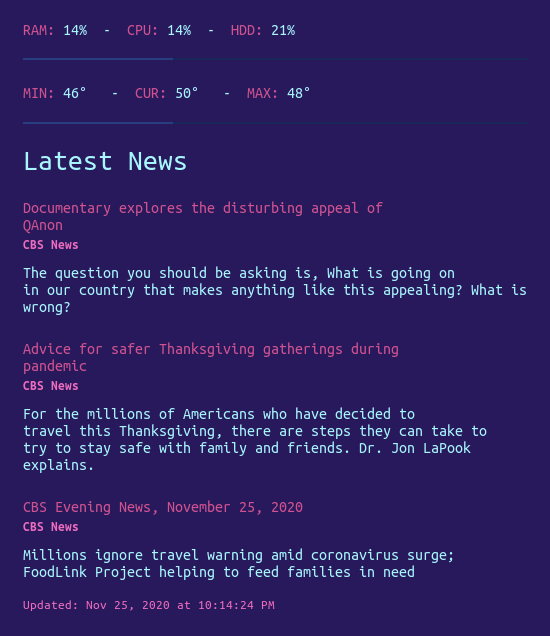 RAM: 14% - CPU: 14% - HDD: 21%
MIN: 46° - CUR: 50° - MAX: 48°
Latest News
Documentary explores the disturbing appeal of
QAnon
CBS News
The question you should be asking is, What is going on
in our country that makes anything like this appealing? What is
wrong?
Advice for safer Thanksgiving gatherings during
pandemic
CBS News
For the millions of Americans who have decided to
travel this Thanksgiving, there are steps they can take to
try to stay safe with family and friends. Dr. Jon LaPook
explains.
CBS Evening News, November 25, 2020
CBS News
Millions ignore travel warning amid coronavirus surge;
FoodLink Project helping to feed families in need
Updated: Nov 25, 2020 at 10:14:24 PM